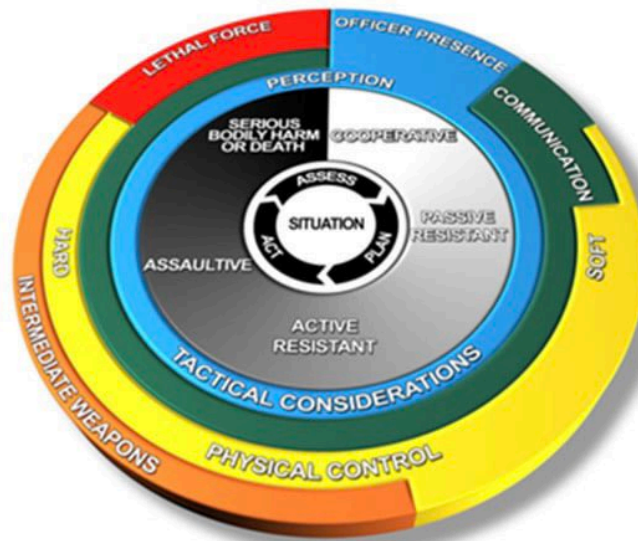 LETHAL FORCE
OFFICER PRESENCE
COMMUNICATION
PERCEPTION
SERIOUS
BODILY HARM
OR DEATH
COOPERATIVE
ASSESS
SITUATION
ACT
PLAN
PASSIVE
RESISTANT
ASSAULTIVE
ACTIVE
RESISTANT
HARD
SOFT
TACTICAL CONSIDERATIONS
INTERMEDIATE WEAPONS
PHYSICAL CONTROL